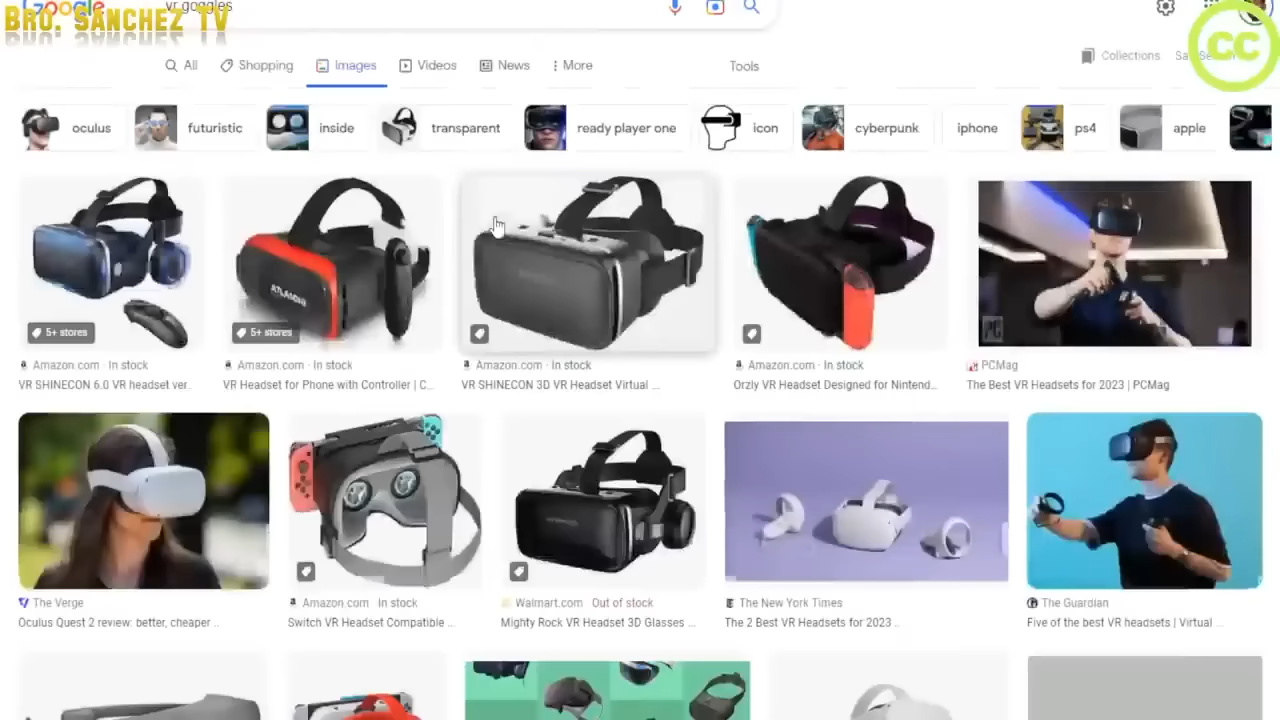 Google
vr goggles
BRO. SANCHEZ TV
CC
All
Shopping
Images
Videos
News
More
Tools
Collections
oculus
futuristic
inside
transparent
ready player one
icon
cyberpunk
iphone
ps4
apple
5+ stores
ATLANCHI
5+ stores
PC
Amazon.com · In stock
VR SHINECON 6.0 VR headset ver..
Amazon.com · In stock
VR Headset for Phone with Controller | C...
Amazon.com · In stock
VR SHINECON 3D VR Headset Virtual ...
Amazon.com · In stock
Orzly VR Headset Designed for Nintend...
PCMag
The Best VR Headsets for 2023 | PCMag
The Verge
Oculus Quest 2 review: better, cheaper ..
Amazon.com In stock
Switch VR Headset Compatible ..
Walmart.com Out of stock
Mighty Rock VR Headset 3D Glasses ...
The New York Times
The 2 Best VR Headsets for 2023 ..
The Guardian
Five of the best VR headsets | Virtual ...